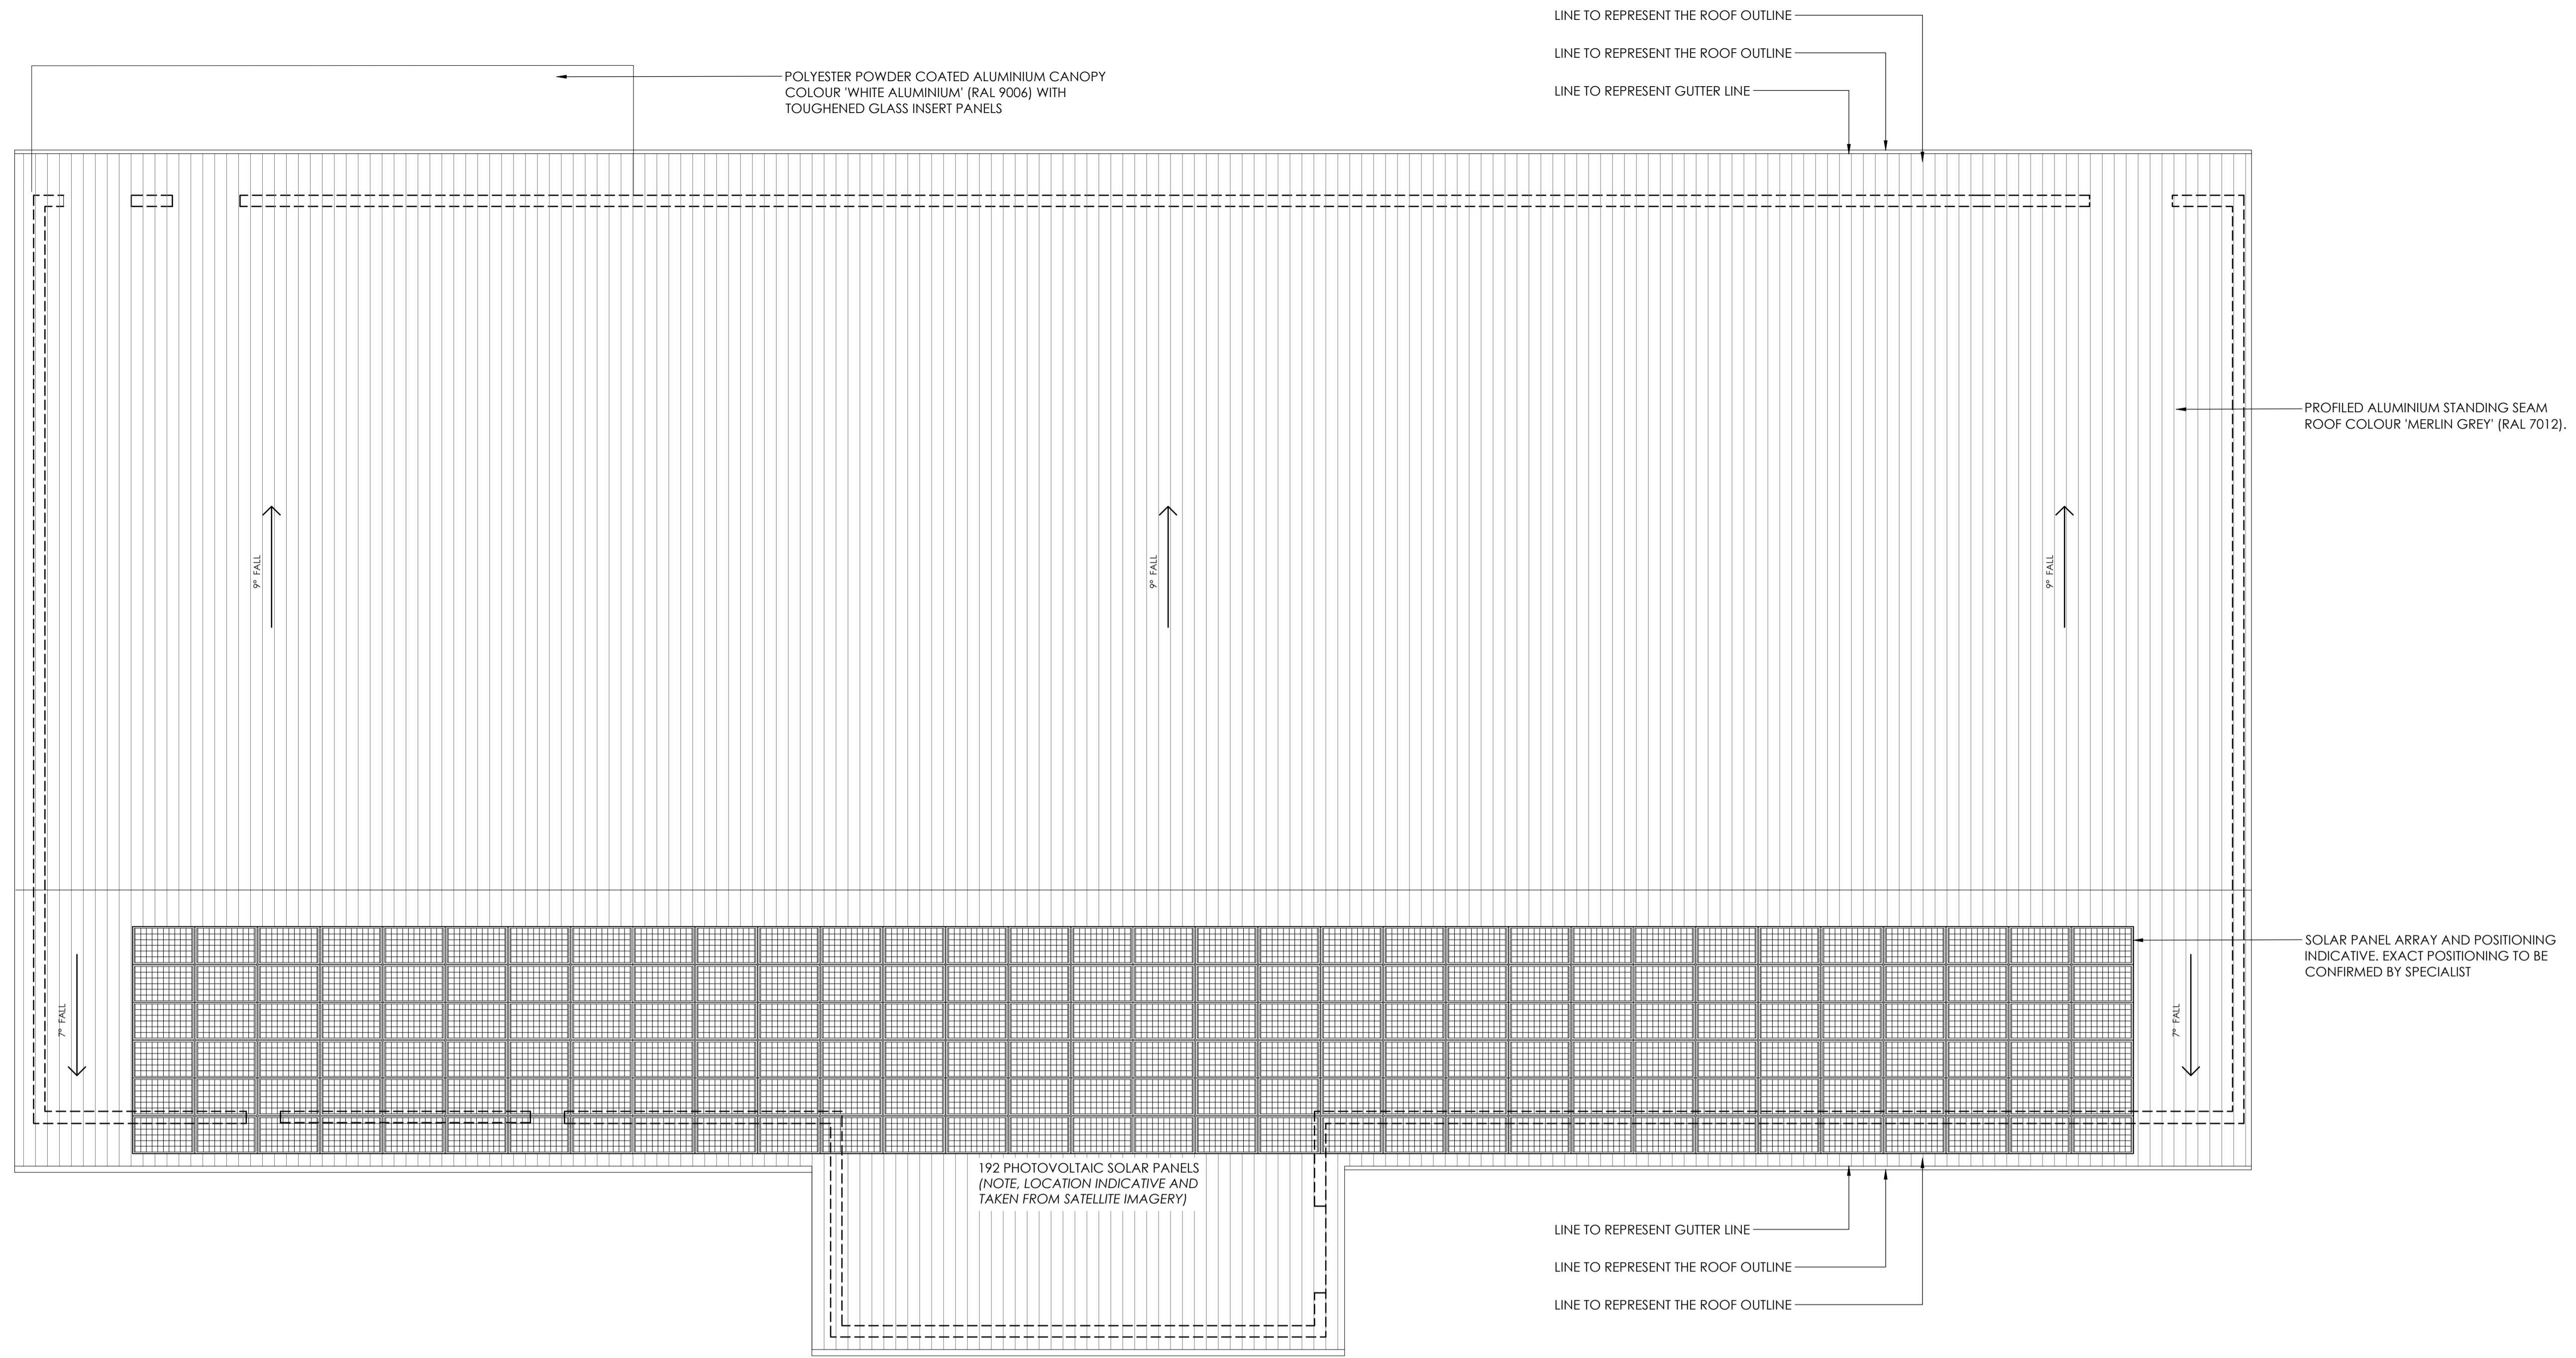 LINE TO REPRESENT THE ROOF OUTLINE
LINE TO REPRESENT THE ROOF OUTLINE
LINE TO REPRESENT GUTTER LINE
POLYESTER POWDER COATED ALUMINIUM CANOPY
COLOUR 'WHITE ALUMINIUM' (RAL 9006) WITH
TOUGHENED GLASS INSERT PANELS
PROFILED ALUMINIUM STANDING SEAM
ROOF COLOUR 'MERLIN GREY' (RAL 7012).
9° FALL
9° FALL
9° FALL
SOLAR PANEL ARRAY AND POSITIONING
INDICATIVE. EXACT POSITIONING TO BE
CONFIRMED BY SPECIALIST
7° FALL
7° FALL
192 PHOTOVOLTAIC SOLAR PANELS
(NOTE, LOCATION INDICATIVE AND
TAKEN FROM SATELLITE IMAGERY)
LINE TO REPRESENT GUTTER LINE
LINE TO REPRESENT THE ROOF OUTLINE
LINE TO REPRESENT THE ROOF OUTLINE